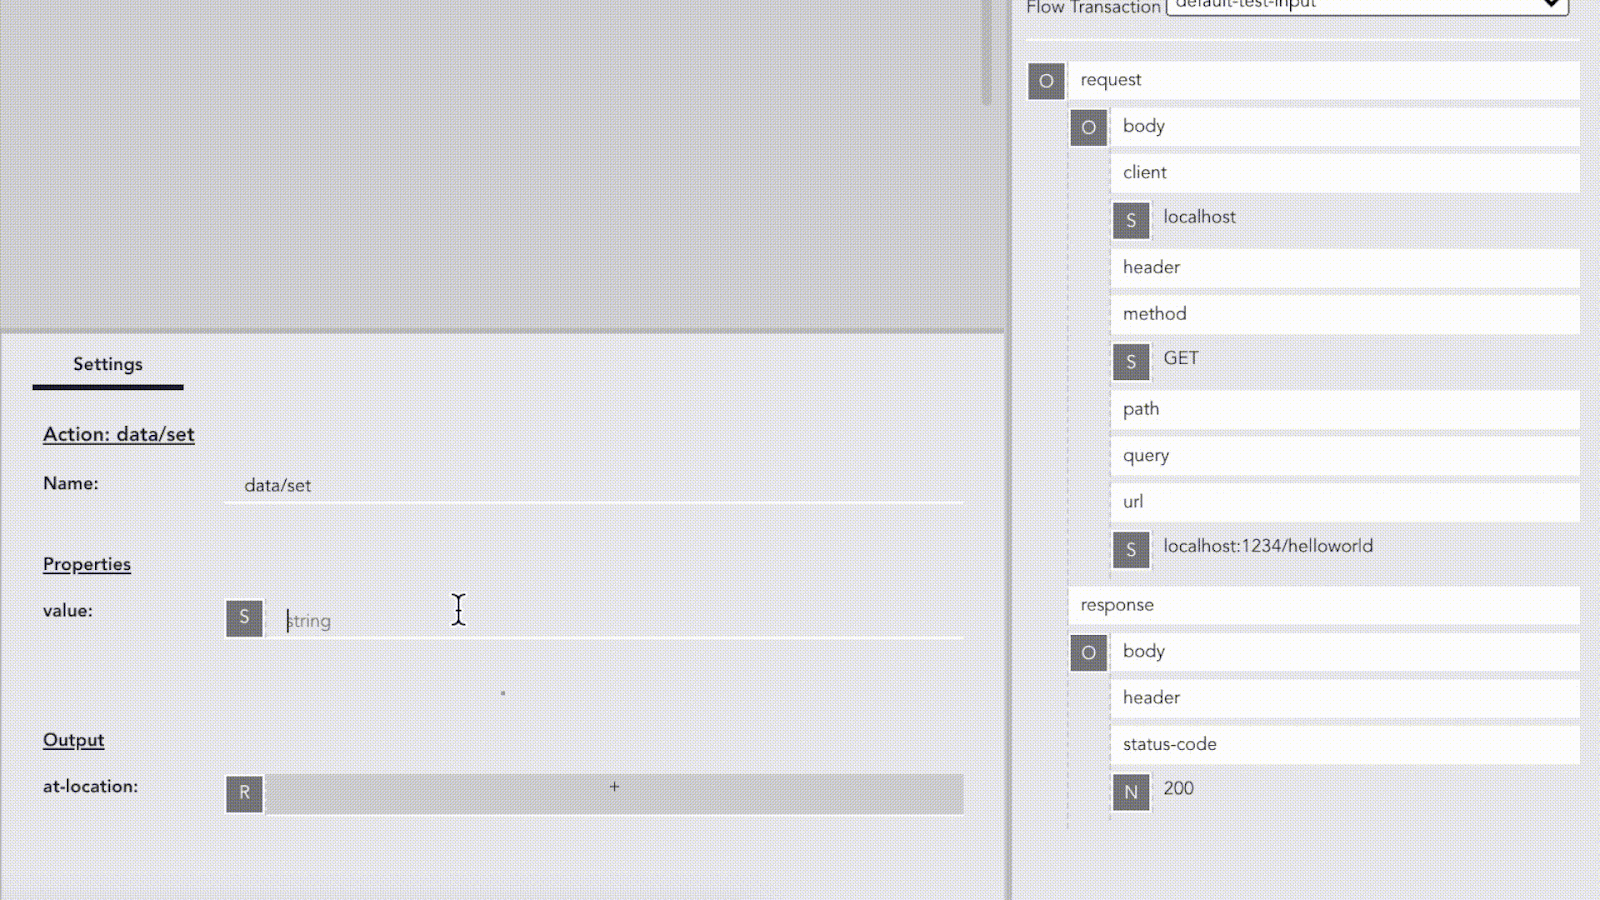 Settings
Action: data/set
Name:
data/set
Properties
value:
S
string
Output
at-location:
R
+
Flow Transaction
default-test-input
O
request
O
body
client
S
localhost
header
method
S
GET
path
query
url
S
localhost:1234/helloworld
response
O
body
header
status-code
N
200